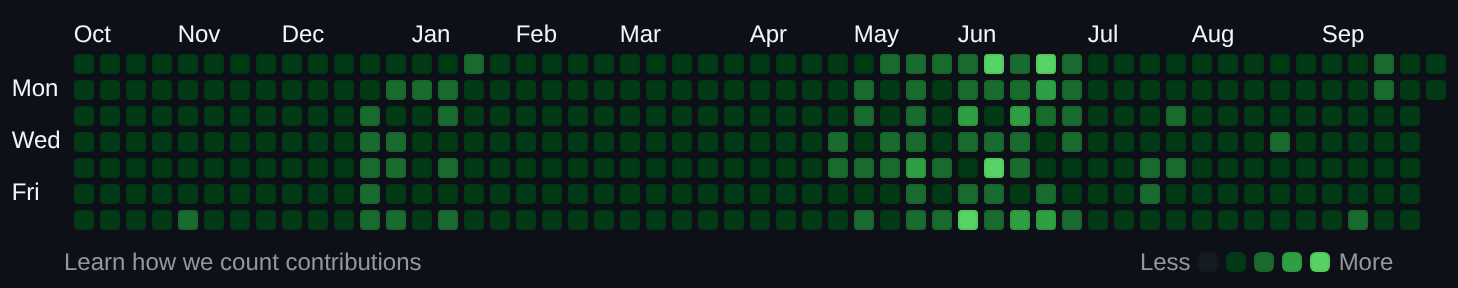 Oct Nov Dec Jan Feb Mar Apr May Jun Jul Aug Sep
Mon
Wed
Fri
Learn how we count contributions Less More